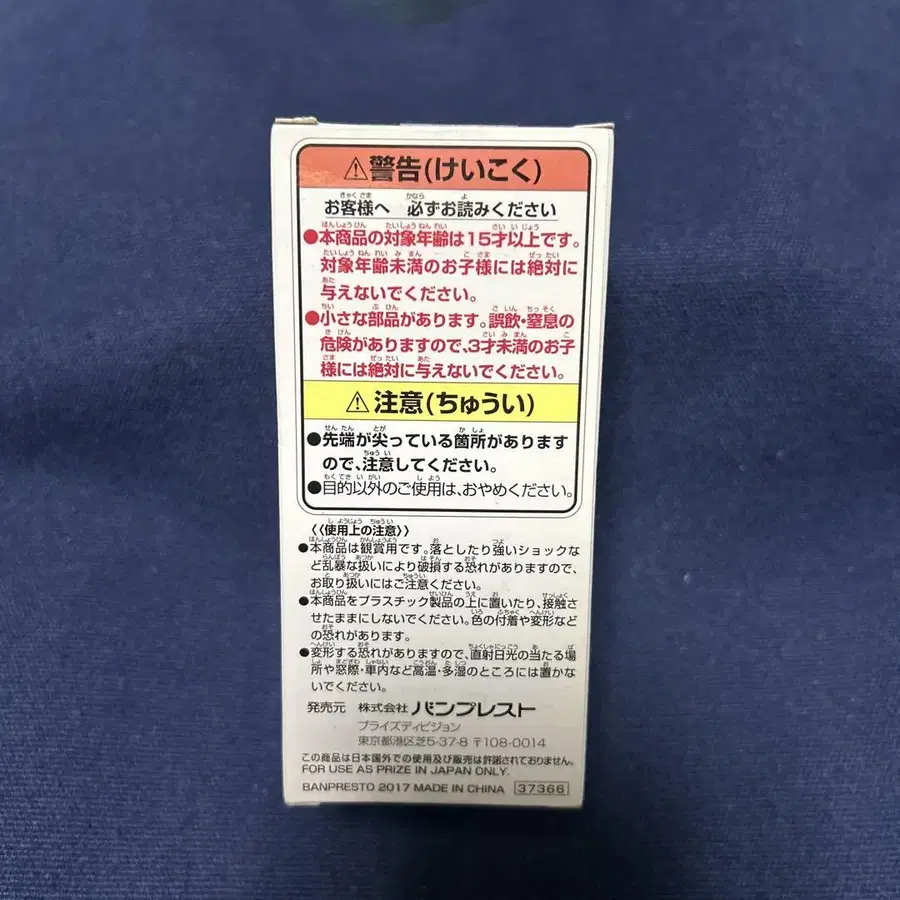 ⚠警告(けいこく)
お客様へ 必ずお読みください
●本商品の対象年齢は15才以上です。
対象年齢未満のお子様には絶対に
与えないでください。
●小さな部品があります。誤飲・窒息の
危険がありますので、3才未満のお子
様には絶対に与えないでください。
⚠注意(ちゅうい)
●先端が尖っている箇所があります
ので、注意してください。
●目的以外のご使用は、おやめください。
《使用上の注意》
●本商品は観賞用です。落としたり強いショックな
ど乱暴な扱いにより破損する恐れがありますので、
お取り扱いにはご注意ください。
●本商品をプラスチック製品の上に置いたり、接触さ
せたままにしないでください。色の付着や変形など
の恐れがあります。
●変形する恐れがありますので、直射日光の当たる場
所や窓際・車内など高温・多湿のところには置かな
いでください。
発売元 株式会社 バンプレスト
プライズディビジョン
東京都港区芝5-37-8 〒108-0014
この商品は日本国外での使用及び販売は許諾されておりません。
FOR USE AS PRIZE IN JAPAN ONLY.
BANPRESTO 2017 MADE IN CHINA 37366